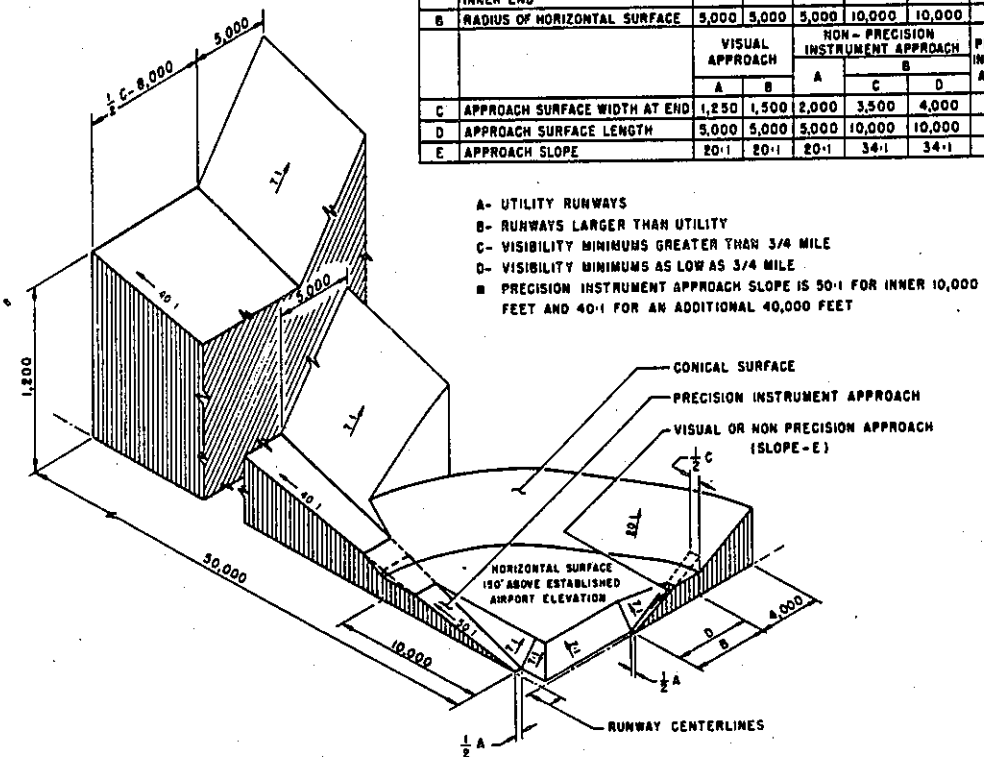 B RADIUS OF HORIZONTAL SURFACE 5,000 5,000 5,000 10,000 10,000
VISUAL APPROACH
NON-PRECISION INSTRUMENT APPROACH
A B A B
C D
C APPROACH SURFACE WIDTH AT END 1,250 1,500 2,000 3,500 4,000
D APPROACH SURFACE LENGTH 5,000 5,000 5,000 10,000 10,000
E APPROACH SLOPE 20:1 20:1 20:1 34:1 34:1
A- UTILITY RUNWAYS
B- RUNWAYS LARGER THAN UTILITY
C- VISIBILITY MINIMUMS GREATER THAN 3/4 MILE
D- VISIBILITY MINIMUMS AS LOW AS 3/4 MILE
■ PRECISION INSTRUMENT APPROACH SLOPE IS 50:1 FOR INNER 10,000
FEET AND 40:1 FOR AN ADDITIONAL 40,000 FEET
5,000
1/2 C-8,000
7:1
40:1
5,000
1,200
7:1
40:1
CONICAL SURFACE
PRECISION INSTRUMENT APPROACH
VISUAL OR NON PRECISION APPROACH
(SLOPE-E)
1/2 C
20:1
HORIZONTAL SURFACE
150' ABOVE ESTABLISHED
AIRPORT ELEVATION
50,000
50:1
10,000
7:1
7:1
7:1
7:1
D
B
4,000
1/2 A
RUNWAY CENTERLINES
1/2 A